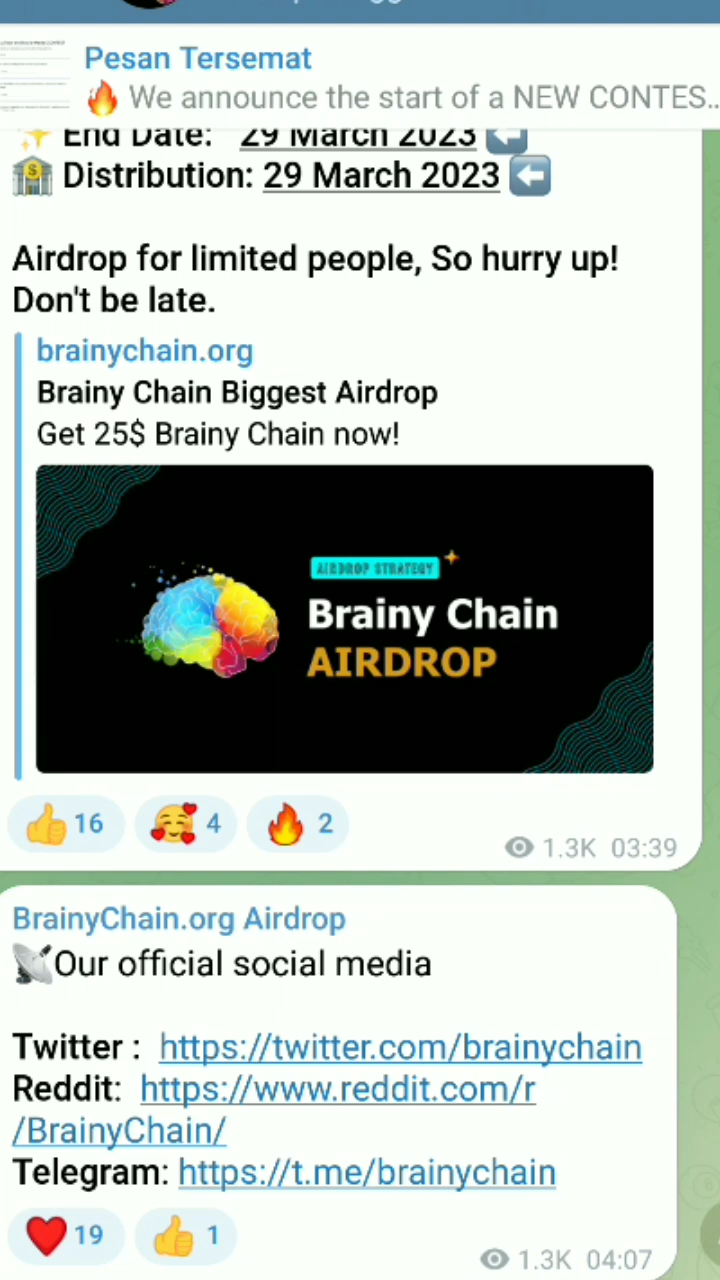 Pesan Tersemat
🔥 We announce the start of a NEW CONTES...
✨ End Date: 29 March 2023 ⬅️
🏦 Distribution: 29 March 2023 ⬅️
Airdrop for limited people, So hurry up!
Don't be late.
brainychain.org
Brainy Chain Biggest Airdrop
Get 25$ Brainy Chain now!
AIRDROP STRATEGY
Brainy Chain
AIRDROP
👍 16 🥰 4 🔥 2
1.3K 03:39
BrainyChain.org Airdrop
📡Our official social media
Twitter : https://twitter.com/brainychain
Reddit: https://www.reddit.com/r
/BrainyChain/
Telegram: https://t.me/brainychain
❤️ 19 👍 1
1.3K 04:07